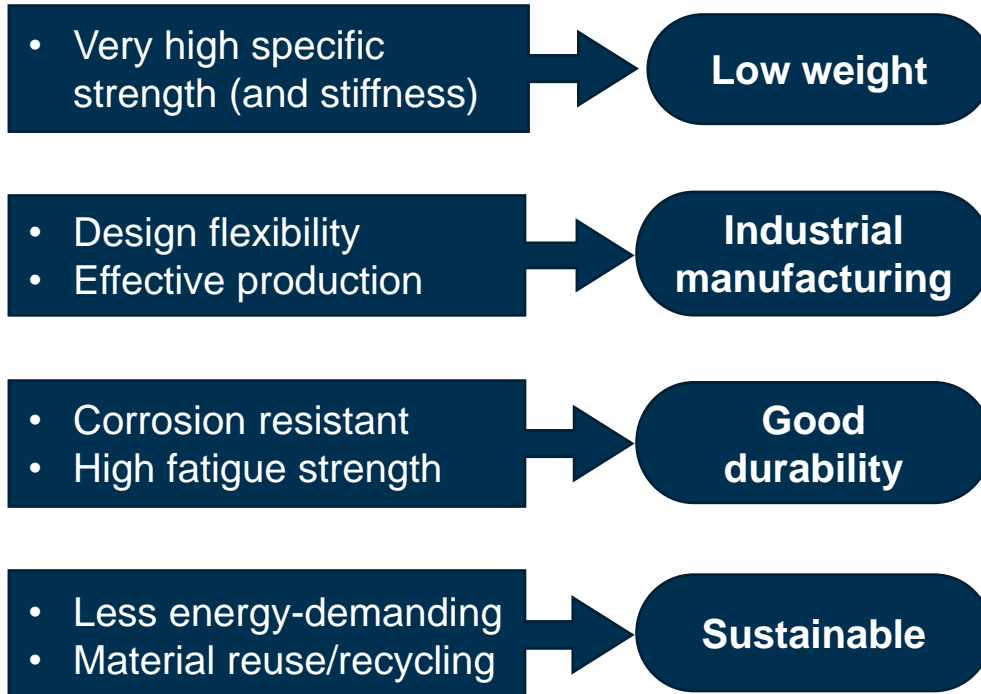 • Very high specific
strength (and stiffness)
Low weight
• Design flexibility
• Effective production
Industrial
manufacturing
• Corrosion resistant
• High fatigue strength
Good
durability
• Less energy-demanding
• Material reuse/recycling
Sustainable